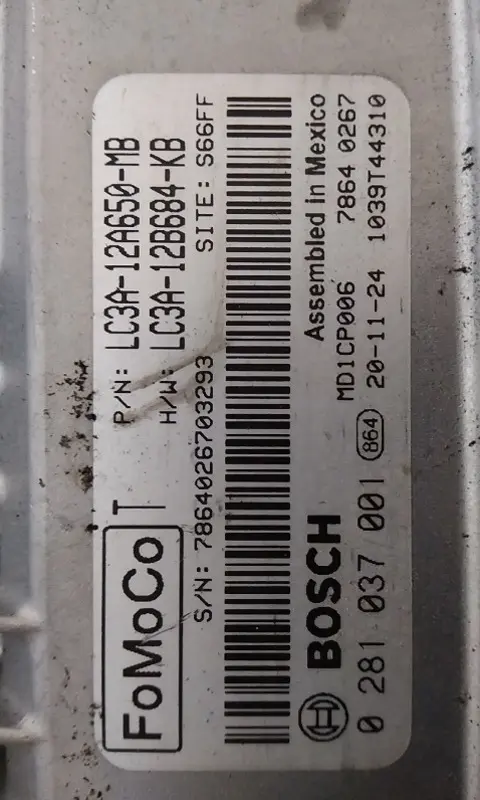 FoMoCo T
P/N: LC3A-12A650-MB
H/W: LC3A-12B684-KB
S/N: 7864026703293 SITE: S66FF
BOSCH
Assembled in Mexico
MD1CP006 7864 0267
0 281 037 001 864 20-11-24 1039T44310